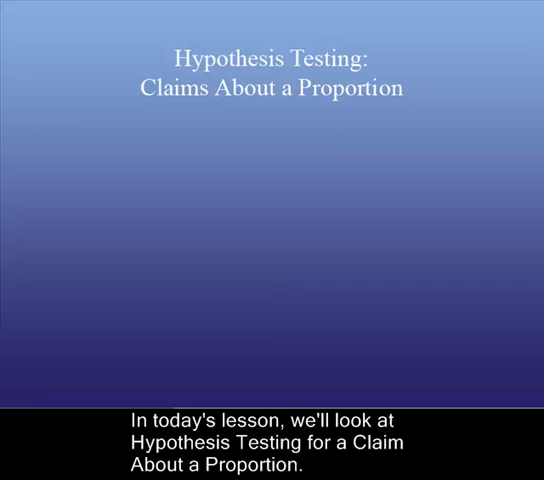 Hypothesis Testing:
Claims About a Proportion
In today's lesson, we'll look at
Hypothesis Testing for a Claim
About a Proportion.